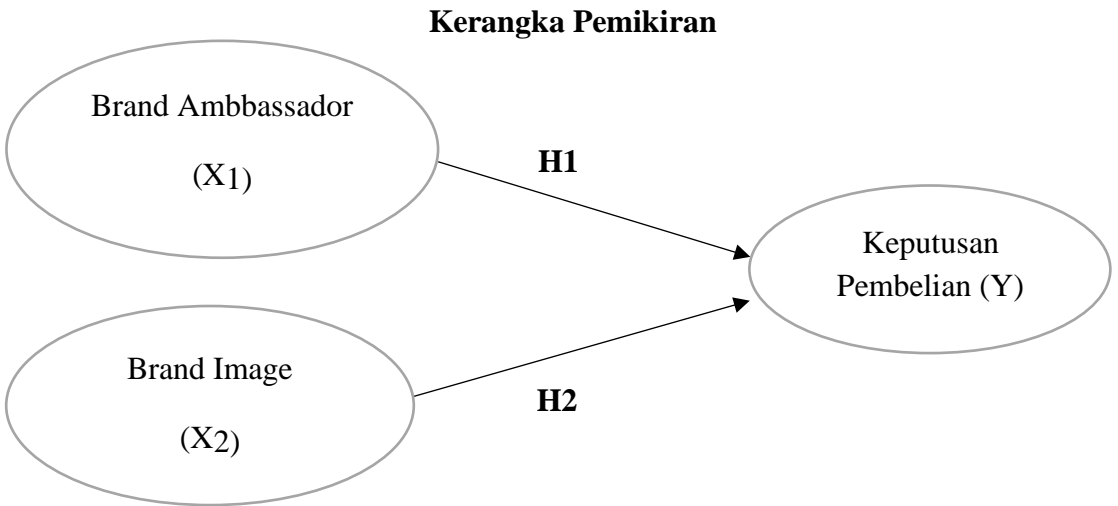 Kerangka Pemikiran
Brand Ambbassador
(X1)
H1
Keputusan
Pembelian (Y)
Brand Image
(X2)
H2